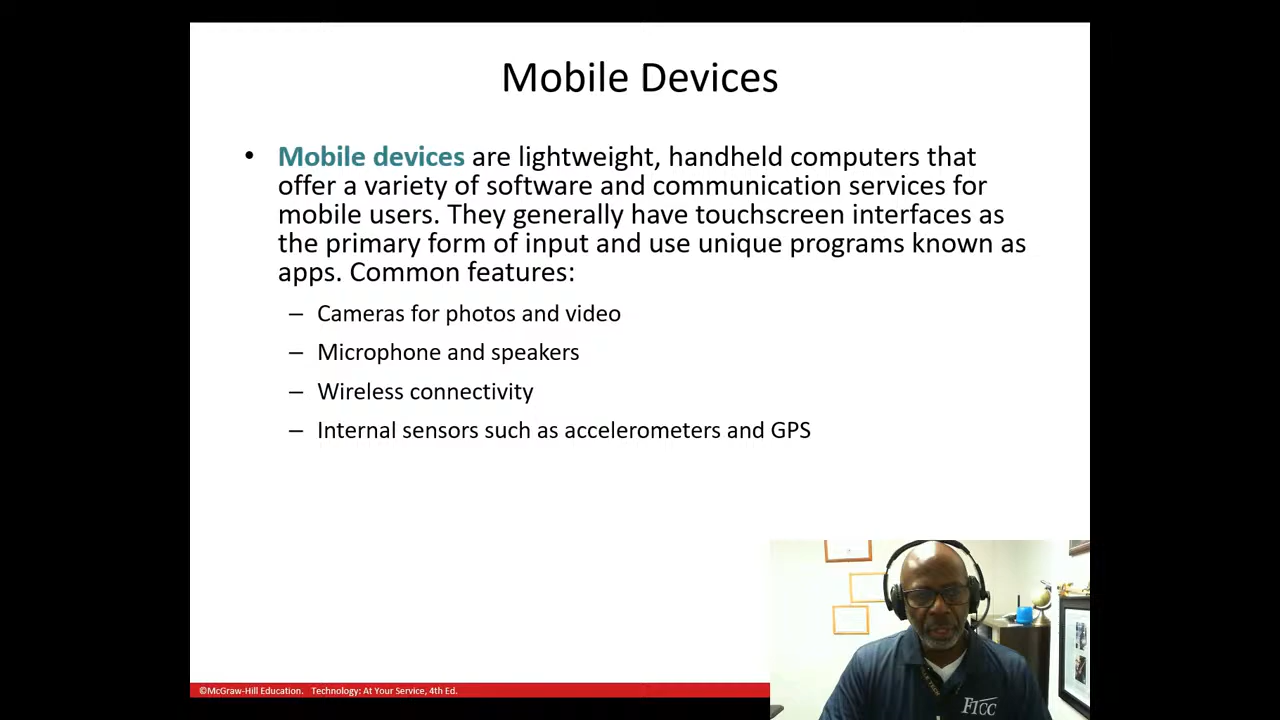 Mobile Devices
• Mobile devices are lightweight, handheld computers that
offer a variety of software and communication services for
mobile users. They generally have touchscreen interfaces as
the primary form of input and use unique programs known as
apps. Common features:
– Cameras for photos and video
– Microphone and speakers
– Wireless connectivity
– Internal sensors such as accelerometers and GPS
©McGraw-Hill Education. Technology: At Your Service, 4th Ed.
FTCC